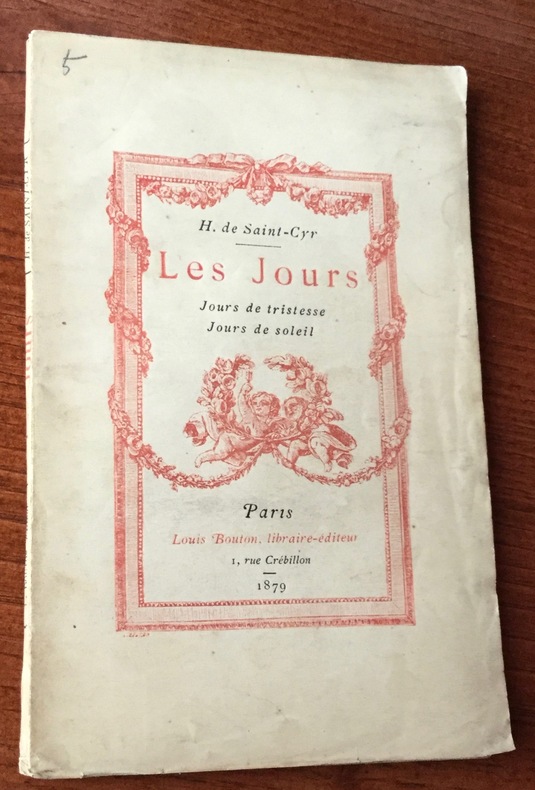 5
H. de Saint-Cyr
Les Jours
Jours de tristesse
Jours de soleil
Paris
Louis Bouton, libraire-éditeur
1, rue Crébillon
1879